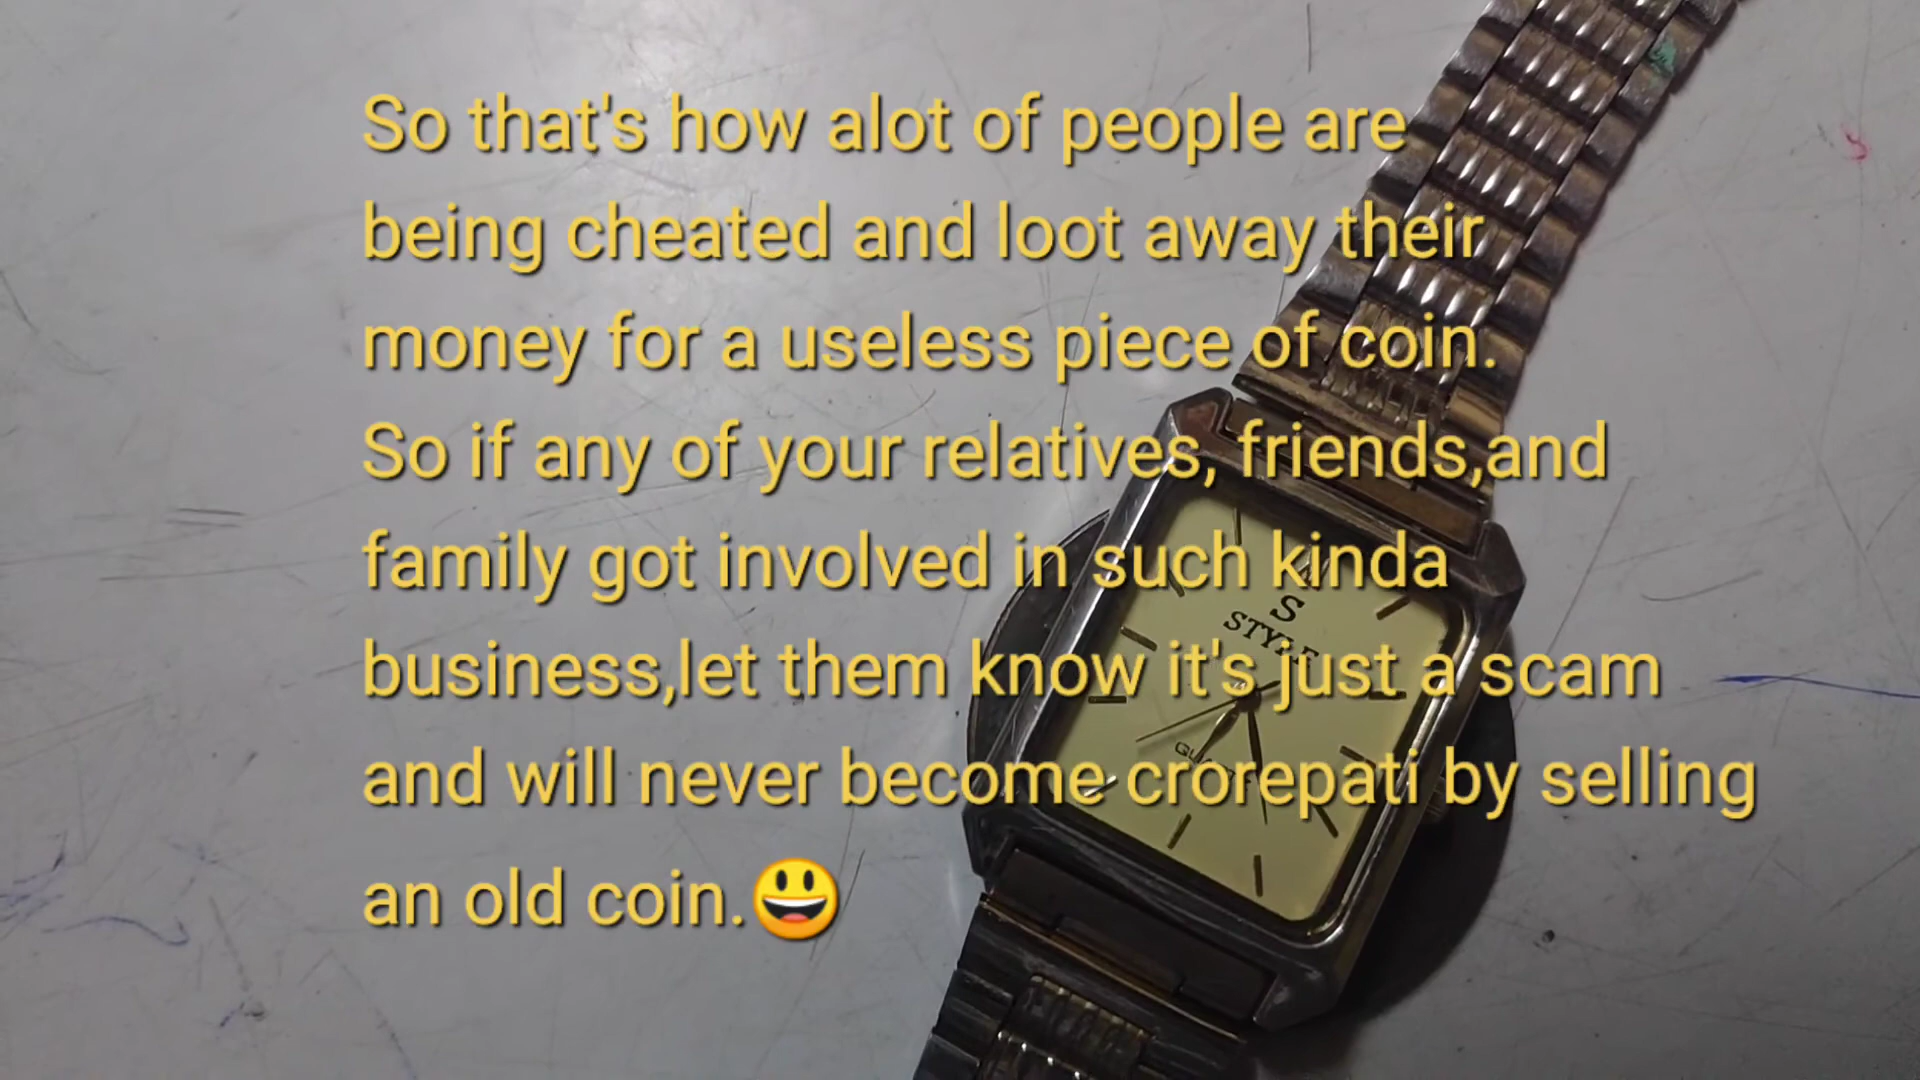 So that's how alot of people are
being cheated and loot away their
money for a useless piece of coin.
So if any of your relatives, friends,and
family got involved in such kinda
business,let them know it's just a scam
and will never become crorepati by selling
an old coin.😃
S
STYLE